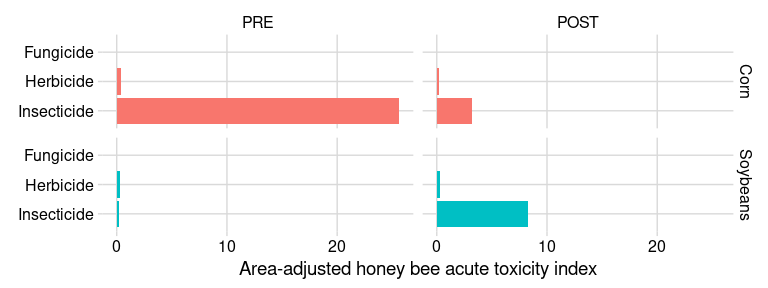 PRE POST
Fungicide
Herbicide
Insecticide
Corn
Fungicide
Herbicide
Insecticide
Soybeans
0 10 20 0 10 20
Area-adjusted honey bee acute toxicity index